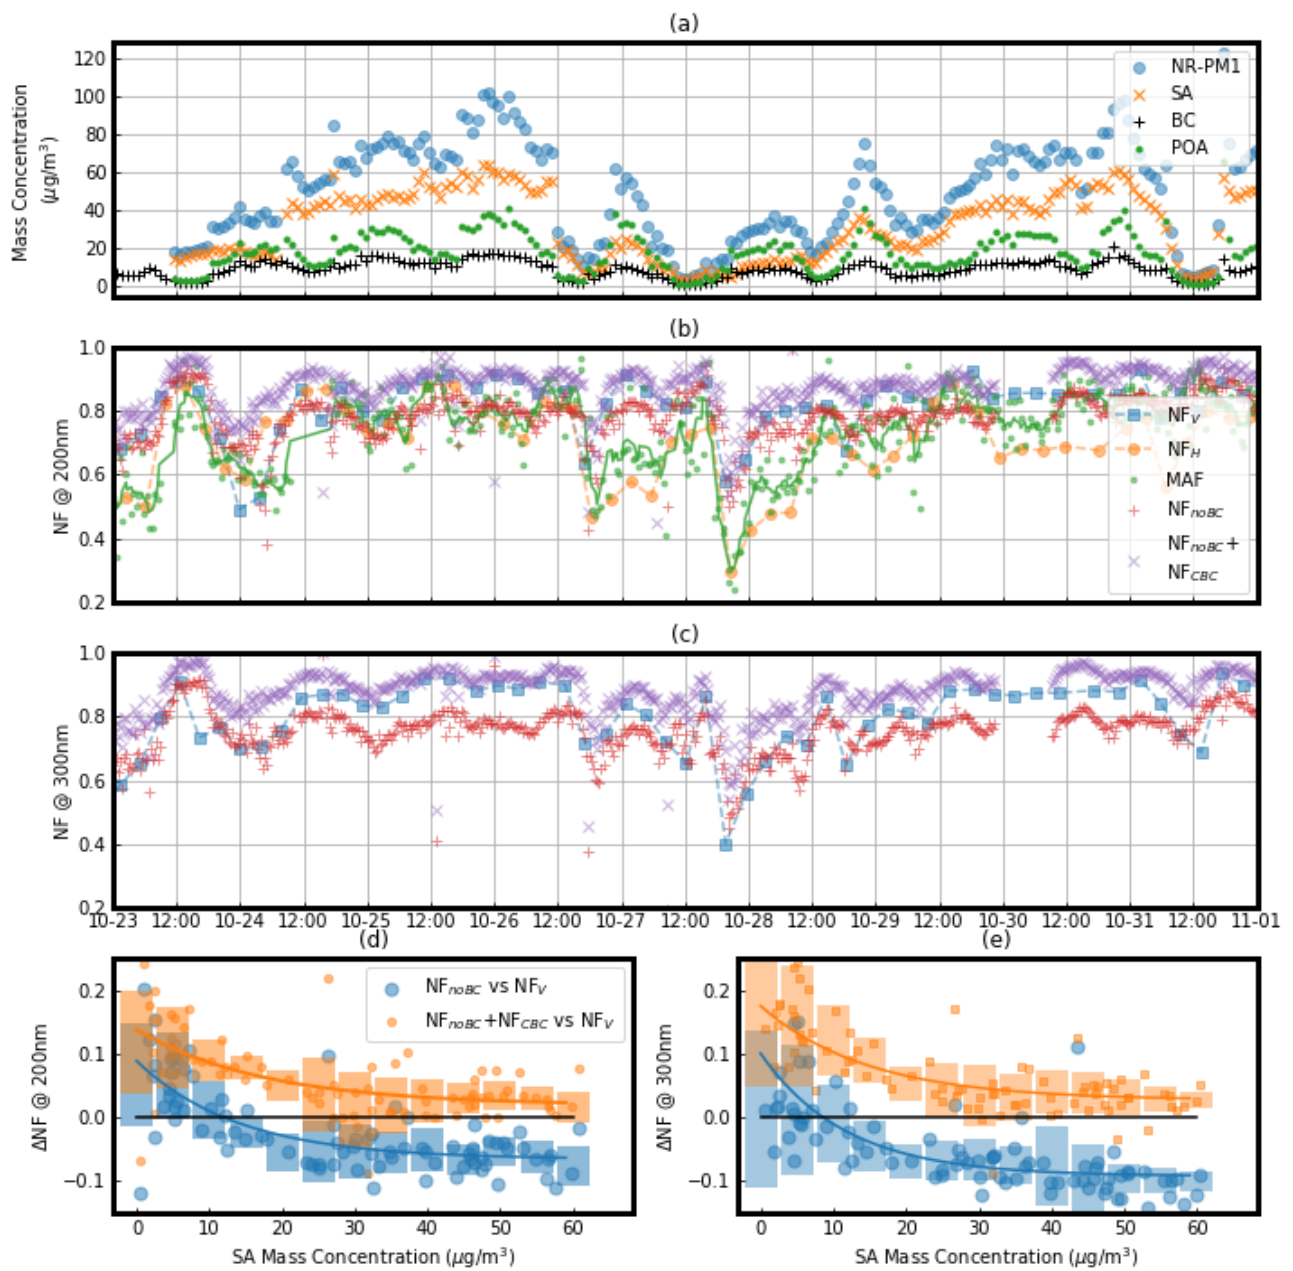 (a)
Mass Concentration
(μg/m³)
120
100
80
60
40
20
0
NR-PM1
SA
BC
POA
(b)
NF @ 200nm
1.0
0.8
0.6
0.4
0.2
NF_V
NF_H
MAF
NF_noBC
NF_noBC+
NF_CBC
(c)
NF @ 300nm
1.0
0.8
0.6
0.4
0.2
10-23 12:00 10-24 12:00 10-25 12:00 10-26 12:00 10-27 12:00 10-28 12:00 10-29 12:00 10-30 12:00 10-31 12:00 11-01
(d)
ΔNF @ 200nm
0.2
0.1
0.0
−0.1
NF_noBC vs NF_V
NF_noBC+NF_CBC vs NF_V
0 10 20 30 40 50 60
SA Mass Concentration (μg/m³)
(e)
ΔNF @ 300nm
0.2
0.1
0.0
−0.1
0 10 20 30 40 50 60
SA Mass Concentration (μg/m³)